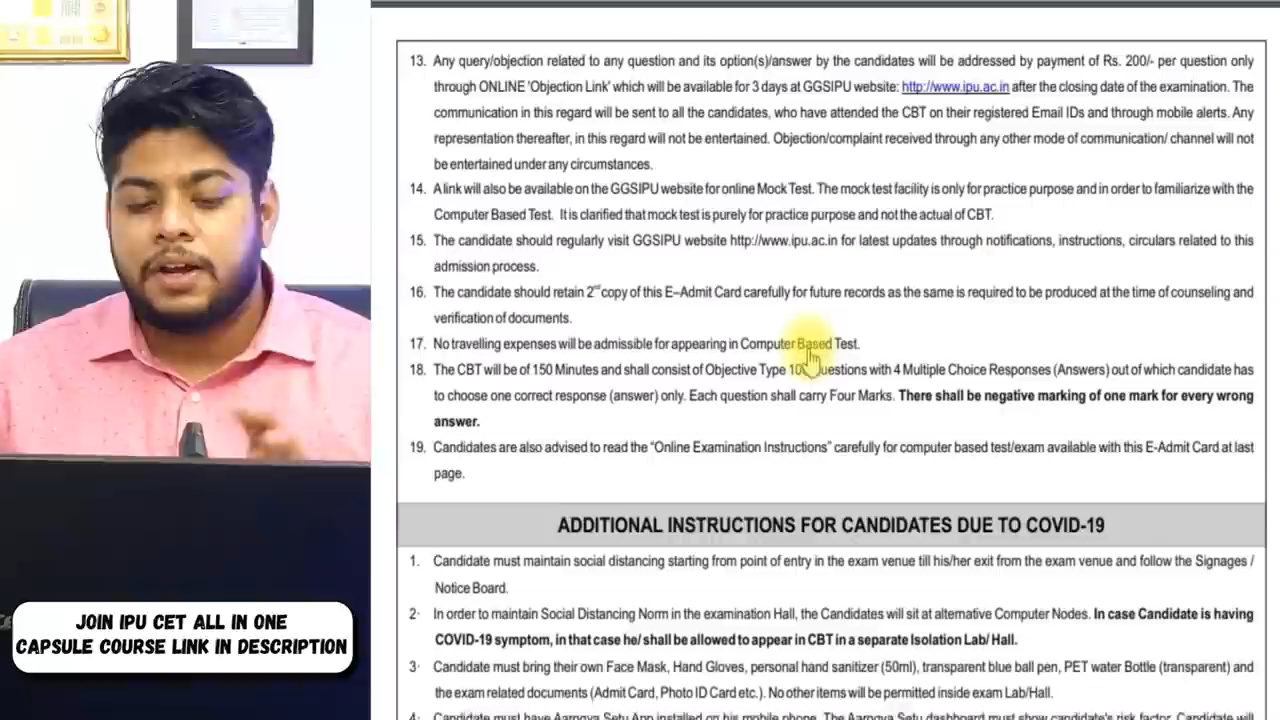 13. Any query/objection related to any question and its option(s)/answer by the candidates will be addressed by payment of Rs. 200/- per question only
through ONLINE 'Objection Link' which will be available for 3 days at GGSIPU website: http://www.ipu.ac.in after the closing date of the examination. The
communication in this regard will be sent to all the candidates, who have attended the CBT on their registered Email IDs and through mobile alerts. Any
representation thereafter, in this regard will not be entertained. Objection/complaint received through any other mode of communication/ channel will not
be entertained under any circumstances.
14. A link will also be available on the GGSIPU website for online Mock Test. The mock test facility is only for practice purpose and in order to familiarize with the
Computer Based Test. It is clarified that mock test is purely for practice purpose and not the actual of CBT.
15. The candidate should regularly visit GGSIPU website http://www.ipu.ac.in for latest updates through notifications, instructions, circulars related to this
admission process.
16. The candidate should retain 2nd copy of this E–Admit Card carefully for future records as the same is required to be produced at the time of counseling and
verification of documents.
17. No travelling expenses will be admissible for appearing in Computer Based Test.
18. The CBT will be of 150 Minutes and shall consist of Objective Type 100 Questions with 4 Multiple Choice Responses (Answers) out of which candidate has
to choose one correct response (answer) only. Each question shall carry Four Marks. There shall be negative marking of one mark for every wrong
answer.
19. Candidates are also advised to read the “Online Examination Instructions” carefully for computer based test/exam available with this E-Admit Card at last
page.
ADDITIONAL INSTRUCTIONS FOR CANDIDATES DUE TO COVID-19
1. Candidate must maintain social distancing starting from point of entry in the exam venue till his/her exit from the exam venue and follow the Signages /
Notice Board.
2. In order to maintain Social Distancing Norm in the examination Hall, the Candidates will sit at alternative Computer Nodes. In case Candidate is having
COVID-19 symptom, in that case he/ shall be allowed to appear in CBT in a separate Isolation Lab/ Hall.
3. Candidate must bring their own Face Mask, Hand Gloves, personal hand sanitizer (50ml), transparent blue ball pen, PET water Bottle (transparent) and
the exam related documents (Admit Card, Photo ID Card etc.). No other items will be permitted inside exam Lab/Hall.
4. Candidate must have Aarogya Setu App installed on his mobile phone. The Aarogya Setu dashboard must show candidate's risk factor. Candidate will
JOIN IPU CET ALL IN ONE
CAPSULE COURSE LINK IN DESCRIPTION